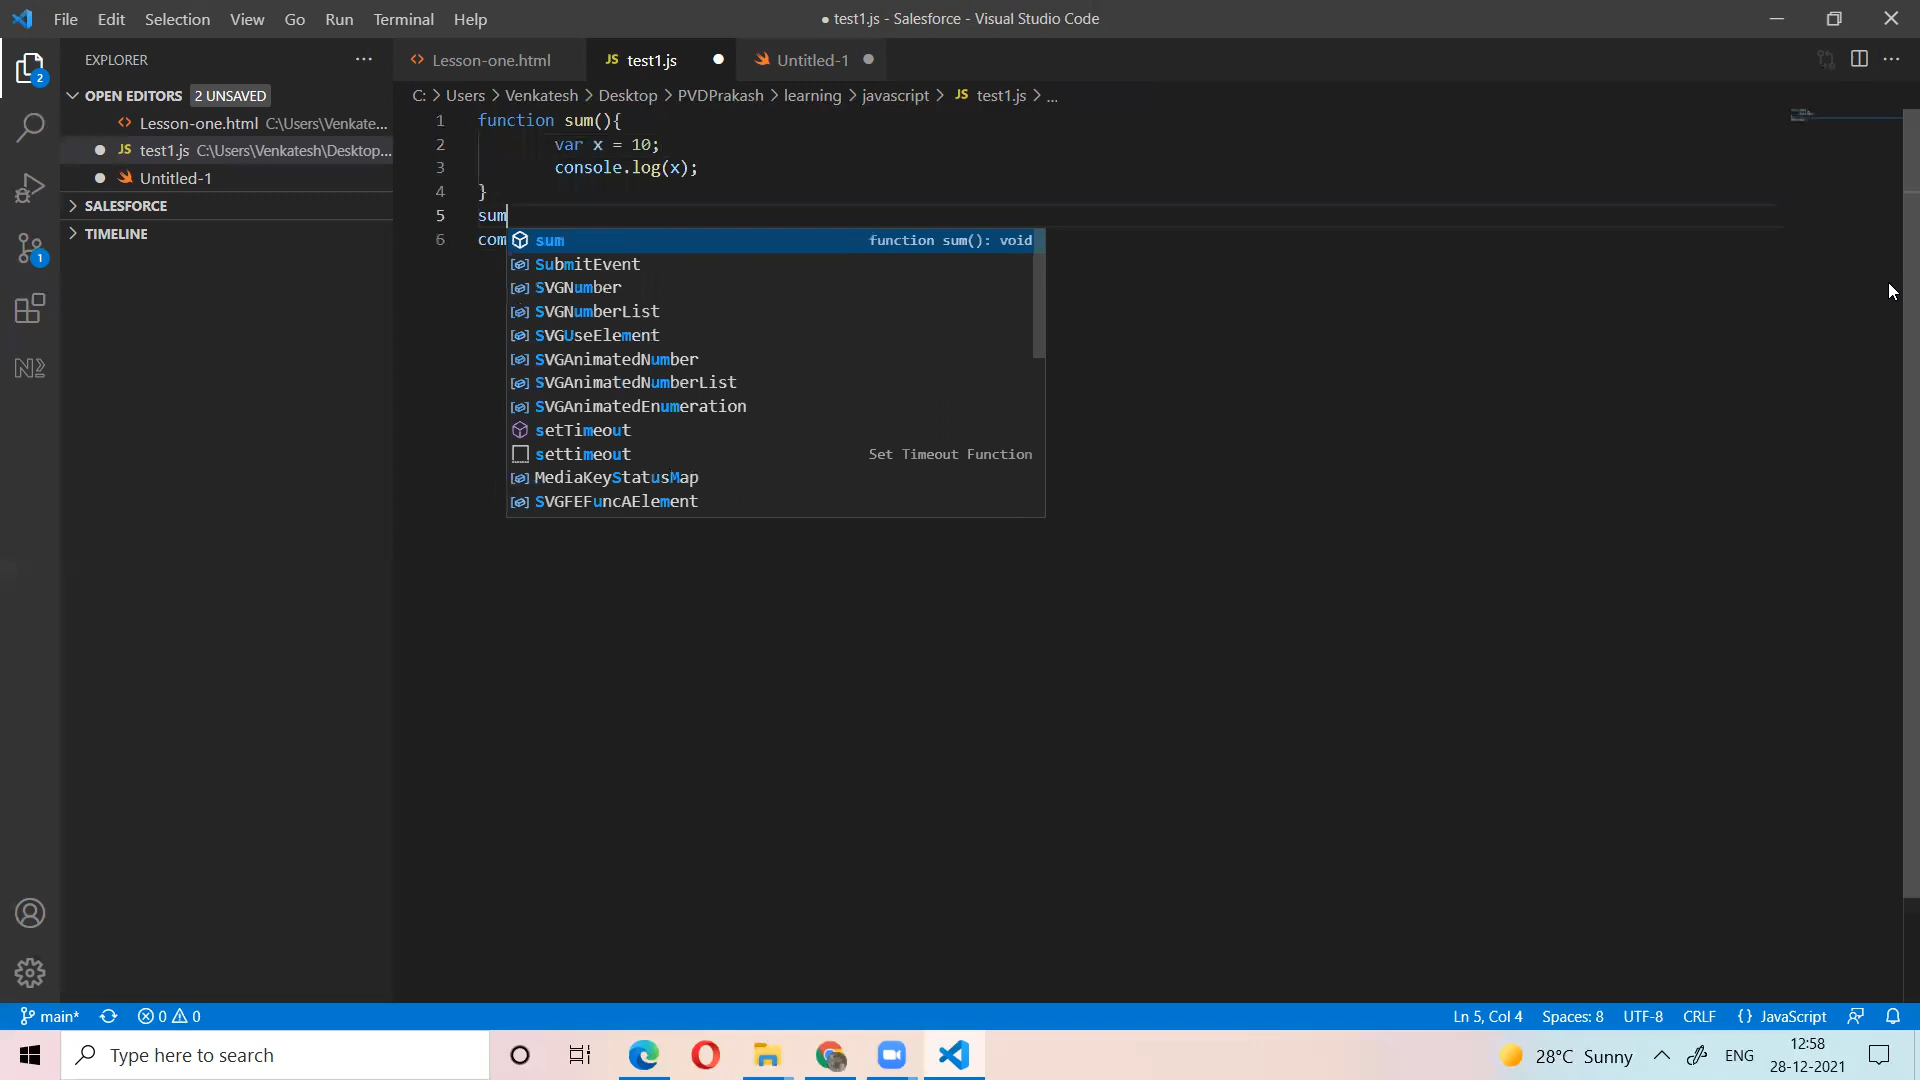 File Edit Selection View Go Run Terminal Help
● test1.js - Salesforce - Visual Studio Code
EXPLORER
Lesson-one.html
JS test1.js
Untitled-1
OPEN EDITORS 2 UNSAVED
C: > Users > Venkatesh > Desktop > PVDPrakash > learning > javascript > JS test1.js > ...
Lesson-one.html C:\Users\Venkate...
JS test1.js C:\Users\Venkatesh\Desktop...
Untitled-1
SALESFORCE
TIMELINE
2
1
1 function sum(){
2 var x = 10;
3 console.log(x);
4 }
5 sum
6 con
sum function sum(): void
SubmitEvent
SVGNumber
SVGNumberList
SVGUseElement
SVGAnimatedNumber
SVGAnimatedNumberList
SVGAnimatedEnumeration
setTimeout
settimeout Set Timeout Function
MediaKeyStatusMap
SVGFEFuncAElement
main* 0 0
Ln 5, Col 4 Spaces: 8 UTF-8 CRLF {} JavaScript
Type here to search
28°C Sunny
ENG
12:58
28-12-2021